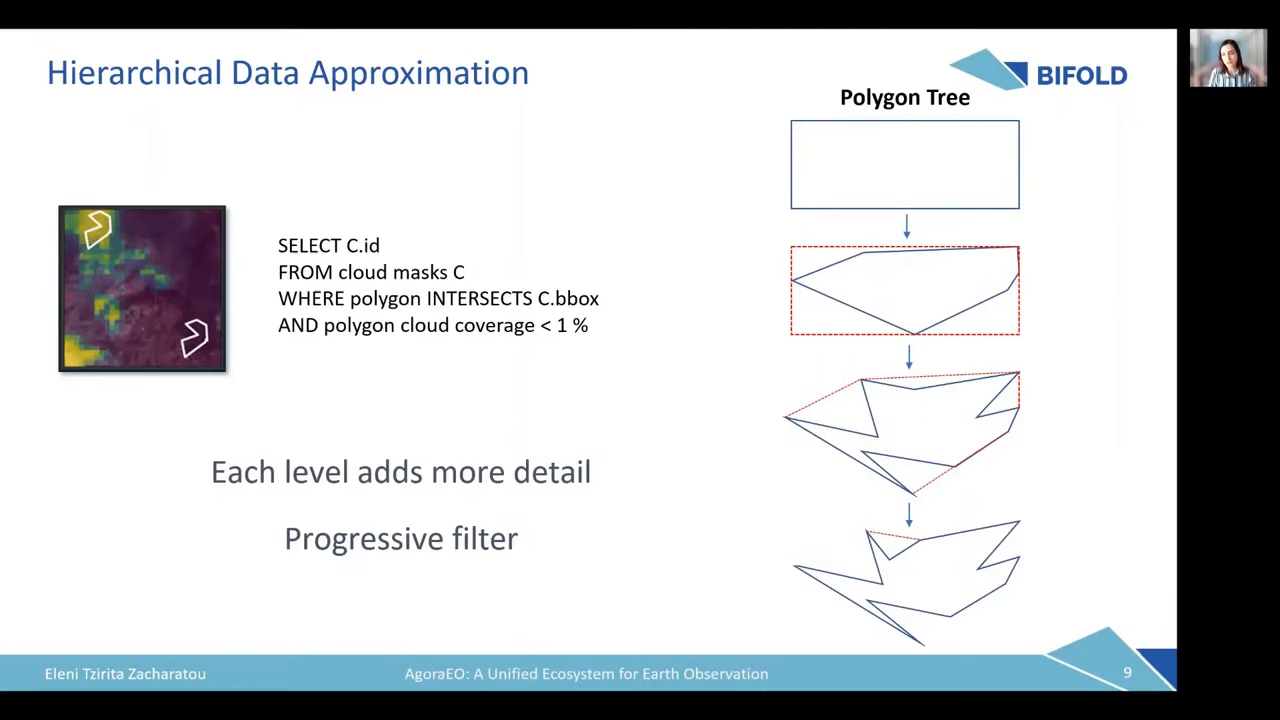 Hierarchical Data Approximation
BIFOLD
Polygon Tree
SELECT C.id
FROM cloud masks C
WHERE polygon INTERSECTS C.bbox
AND polygon cloud coverage < 1 %
Each level adds more detail
Progressive filter
Eleni Tzirita Zacharatou
AgoraEO: A Unified Ecosystem for Earth Observation
9